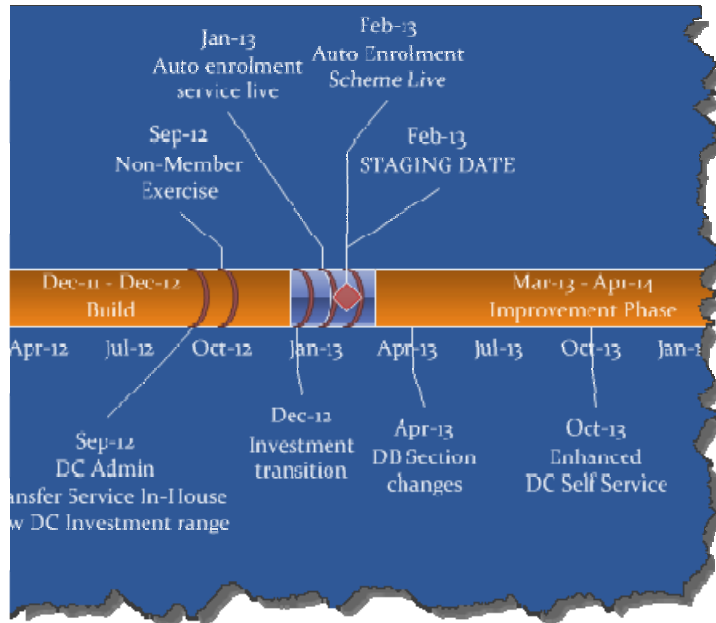 Jan-13
Auto enrolment
service live
Feb-13
Auto Enrolment
Scheme Live
Sep-12
Non-Member
Exercise
Feb-13
STAGING DATE
Dec-11 - Dec-12
Build
Mar-13 - Apr-14
Improvement Phase
Apr-12 Jul-12 Oct-12 Jan-13 Apr-13 Jul-13 Oct-13 Jan-1
Sep-12
DC Admin
ansfer Service In-House
w DC Investment range
Dec-12
Investment
transition
Apr-13
DB Section
changes
Oct-13
Enhanced
DC Self Service